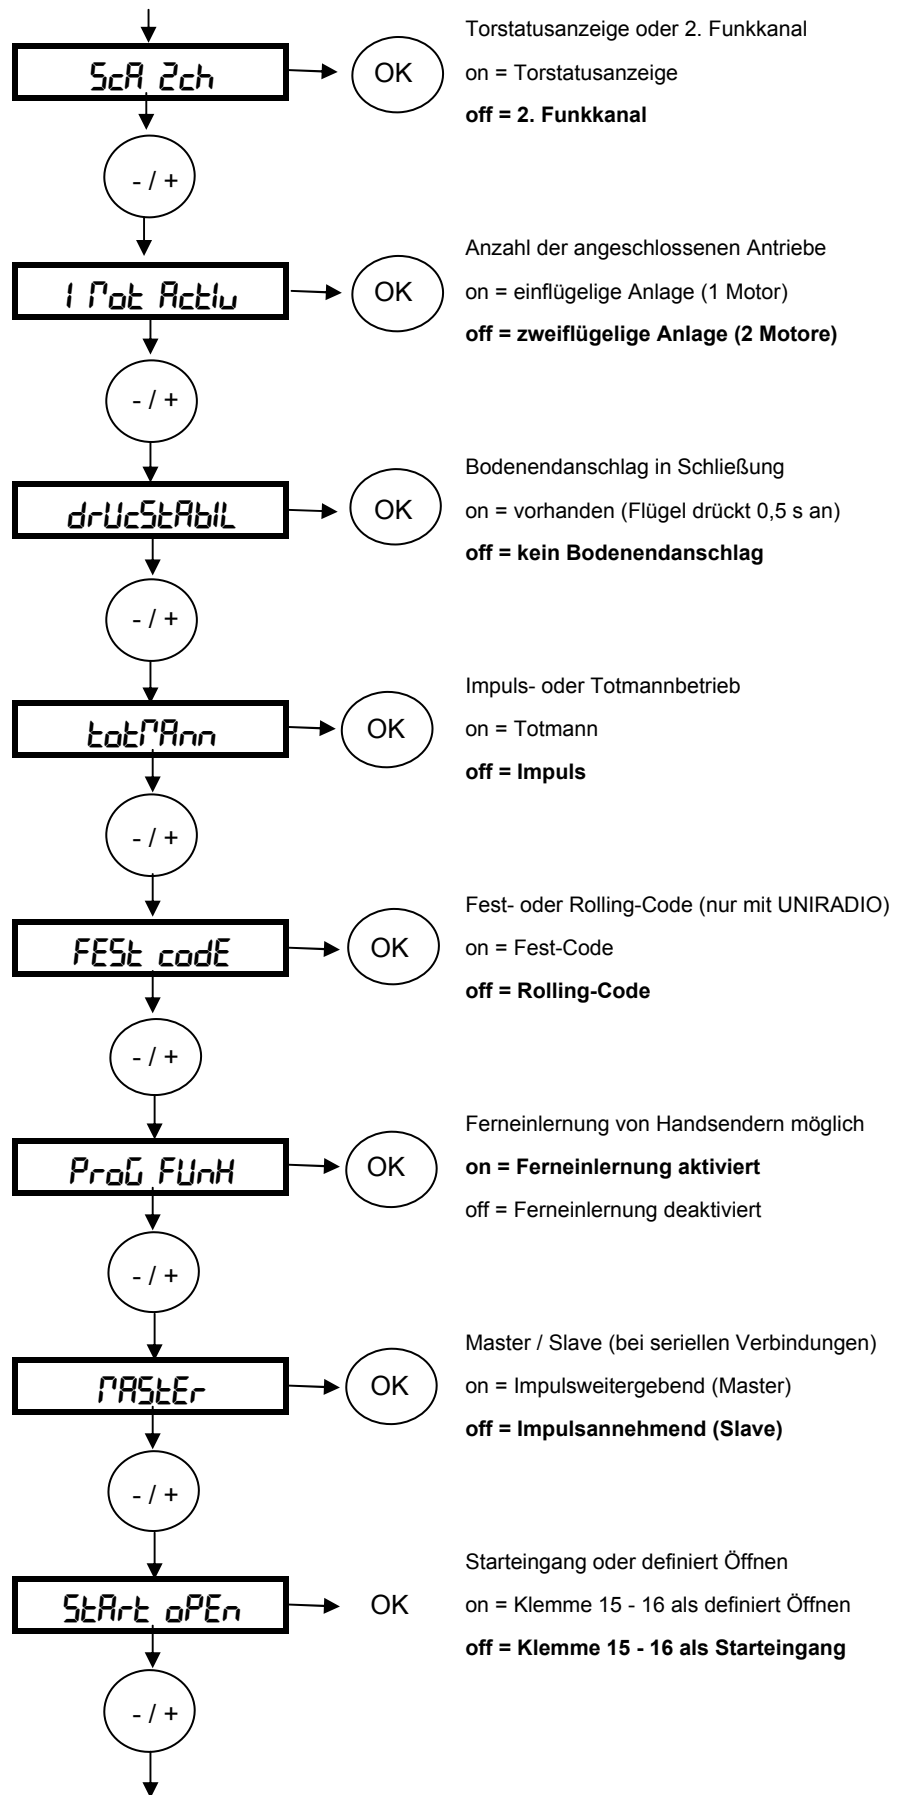 Torstatusanzeige oder 2. Funkkanal
ScA 2ch
OK
on = Torstatusanzeige
off = 2. Funkkanal
- / +
Anzahl der angeschlossenen Antriebe
1 Mot ActIv
OK
on = einflügelige Anlage (1 Motor)
off = zweiflügelige Anlage (2 Motore)
- / +
Bodenendanschlag in Schließung
drUcStAbIL
OK
on = vorhanden (Flügel drückt 0,5 s an)
off = kein Bodenendanschlag
- / +
Impuls- oder Totmannbetrieb
totMAnn
OK
on = Totmann
off = Impuls
- / +
Fest- oder Rolling-Code (nur mit UNIRADIO)
FESt codE
OK
on = Fest-Code
off = Rolling-Code
- / +
Ferneinlernung von Handsendern möglich
ProG FUnH
OK
on = Ferneinlernung aktiviert
off = Ferneinlernung deaktiviert
- / +
Master / Slave (bei seriellen Verbindungen)
MAStEr
OK
on = Impulsweitergebend (Master)
off = Impulsannehmend (Slave)
- / +
Starteingang oder definiert Öffnen
StArt oPEn
OK
on = Klemme 15 - 16 als definiert Öffnen
off = Klemme 15 - 16 als Starteingang
- / +